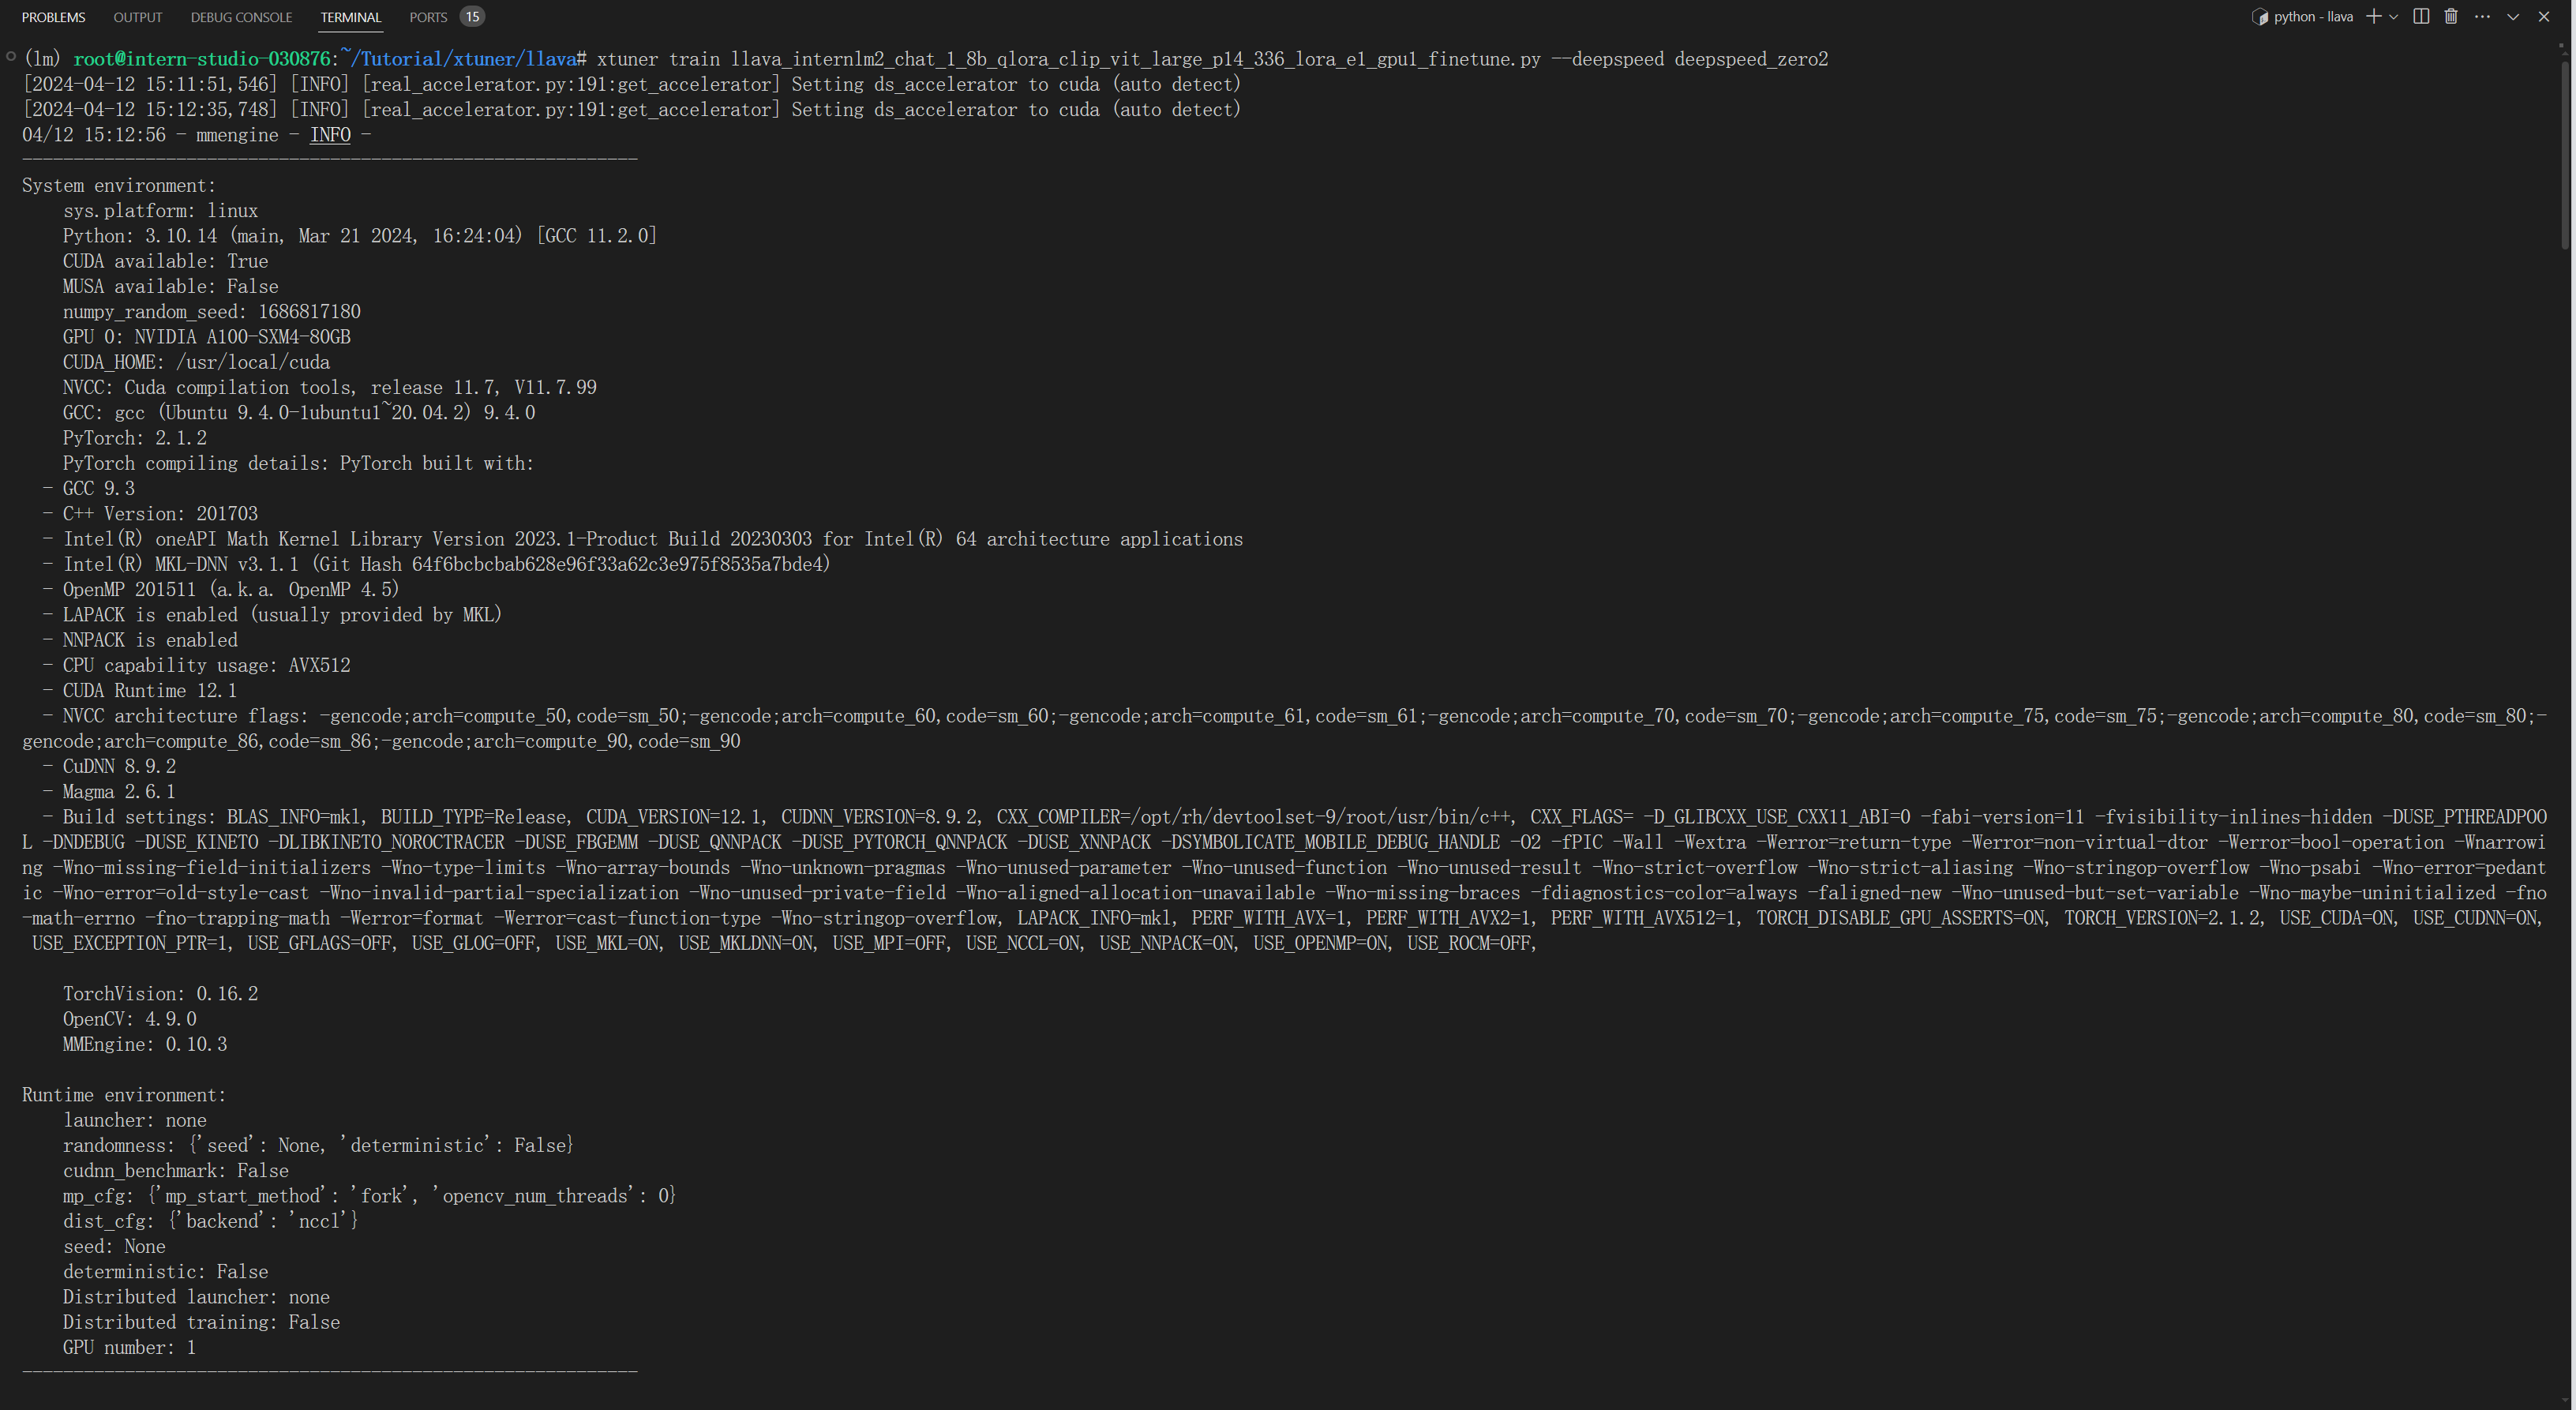 PROBLEMS OUTPUT DEBUG CONSOLE TERMINAL PORTS 15 python - llava
(lm) root@intern-studio-030876:~/Tutorial/xtuner/llava# xtuner train llava_internlm2_chat_1_8b_qlora_clip_vit_large_p14_336_lora_e1_gpu1_finetune.py --deepspeed deepspeed_zero2
[2024-04-12 15:11:51,546] [INFO] [real_accelerator.py:191:get_accelerator] Setting ds_accelerator to cuda (auto detect)
[2024-04-12 15:12:35,748] [INFO] [real_accelerator.py:191:get_accelerator] Setting ds_accelerator to cuda (auto detect)
04/12 15:12:56 - mmengine - INFO -
------------------------------------------------------------
System environment:
    sys.platform: linux
    Python: 3.10.14 (main, Mar 21 2024, 16:24:04) [GCC 11.2.0]
    CUDA available: True
    MUSA available: False
    numpy_random_seed: 1686817180
    GPU 0: NVIDIA A100-SXM4-80GB
    CUDA_HOME: /usr/local/cuda
    NVCC: Cuda compilation tools, release 11.7, V11.7.99
    GCC: gcc (Ubuntu 9.4.0-1ubuntu1~20.04.2) 9.4.0
    PyTorch: 2.1.2
    PyTorch compiling details: PyTorch built with:
  - GCC 9.3
  - C++ Version: 201703
  - Intel(R) oneAPI Math Kernel Library Version 2023.1-Product Build 20230303 for Intel(R) 64 architecture applications
  - Intel(R) MKL-DNN v3.1.1 (Git Hash 64f6bcbcbab628e96f33a62c3e975f8535a7bde4)
  - OpenMP 201511 (a.k.a. OpenMP 4.5)
  - LAPACK is enabled (usually provided by MKL)
  - NNPACK is enabled
  - CPU capability usage: AVX512
  - CUDA Runtime 12.1
  - NVCC architecture flags: -gencode;arch=compute_50,code=sm_50;-gencode;arch=compute_60,code=sm_60;-gencode;arch=compute_61,code=sm_61;-gencode;arch=compute_70,code=sm_70;-gencode;arch=compute_75,code=sm_75;-gencode;arch=compute_80,code=sm_80;-
gencode;arch=compute_86,code=sm_86;-gencode;arch=compute_90,code=sm_90
  - CuDNN 8.9.2
  - Magma 2.6.1
  - Build settings: BLAS_INFO=mkl, BUILD_TYPE=Release, CUDA_VERSION=12.1, CUDNN_VERSION=8.9.2, CXX_COMPILER=/opt/rh/devtoolset-9/root/usr/bin/c++, CXX_FLAGS= -D_GLIBCXX_USE_CXX11_ABI=0 -fabi-version=11 -fvisibility-inlines-hidden -DUSE_PTHREADPOO
L -DNDEBUG -DUSE_KINETO -DLIBKINETO_NOROCTRACER -DUSE_FBGEMM -DUSE_QNNPACK -DUSE_PYTORCH_QNNPACK -DUSE_XNNPACK -DSYMBOLICATE_MOBILE_DEBUG_HANDLE -O2 -fPIC -Wall -Wextra -Werror=return-type -Werror=non-virtual-dtor -Werror=bool-operation -Wnarrowi
ng -Wno-missing-field-initializers -Wno-type-limits -Wno-array-bounds -Wno-unknown-pragmas -Wno-unused-parameter -Wno-unused-function -Wno-unused-result -Wno-strict-overflow -Wno-strict-aliasing -Wno-stringop-overflow -Wno-psabi -Wno-error=pedant
ic -Wno-error=old-style-cast -Wno-invalid-partial-specialization -Wno-unused-private-field -Wno-aligned-allocation-unavailable -Wno-missing-braces -fdiagnostics-color=always -faligned-new -Wno-unused-but-set-variable -Wno-maybe-uninitialized -fno
-math-errno -fno-trapping-math -Werror=format -Werror=cast-function-type -Wno-stringop-overflow, LAPACK_INFO=mkl, PERF_WITH_AVX=1, PERF_WITH_AVX2=1, PERF_WITH_AVX512=1, TORCH_DISABLE_GPU_ASSERTS=ON, TORCH_VERSION=2.1.2, USE_CUDA=ON, USE_CUDNN=ON,
 USE_EXCEPTION_PTR=1, USE_GFLAGS=OFF, USE_GLOG=OFF, USE_MKL=ON, USE_MKLDNN=ON, USE_MPI=OFF, USE_NCCL=ON, USE_NNPACK=ON, USE_OPENMP=ON, USE_ROCM=OFF,
    TorchVision: 0.16.2
    OpenCV: 4.9.0
    MMEngine: 0.10.3
Runtime environment:
    launcher: none
    randomness: {'seed': None, 'deterministic': False}
    cudnn_benchmark: False
    mp_cfg: {'mp_start_method': 'fork', 'opencv_num_threads': 0}
    dist_cfg: {'backend': 'nccl'}
    seed: None
    deterministic: False
    Distributed launcher: none
    Distributed training: False
    GPU number: 1
------------------------------------------------------------